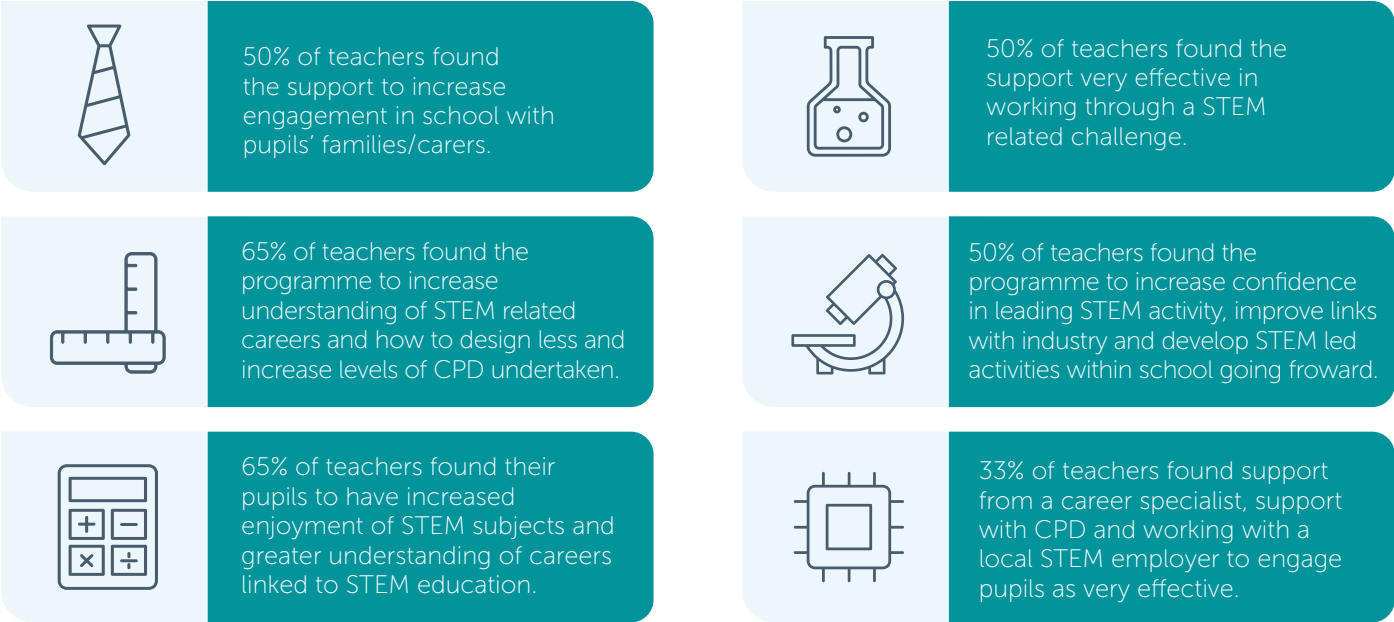 50% of teachers found
the support to increase
engagement in school with
pupils’ families/carers.
50% of teachers found the
support very effective in
working through a STEM
related challenge.
65% of teachers found the
programme to increase
understanding of STEM related
careers and how to design less and
increase levels of CPD undertaken.
50% of teachers found the
programme to increase confidence
in leading STEM activity, improve links
with industry and develop STEM led
activities within school going froward.
65% of teachers found their
pupils to have increased
enjoyment of STEM subjects and
greater understanding of careers
linked to STEM education.
33% of teachers found support
from a career specialist, support
with CPD and working with a
local STEM employer to engage
pupils as very effective.